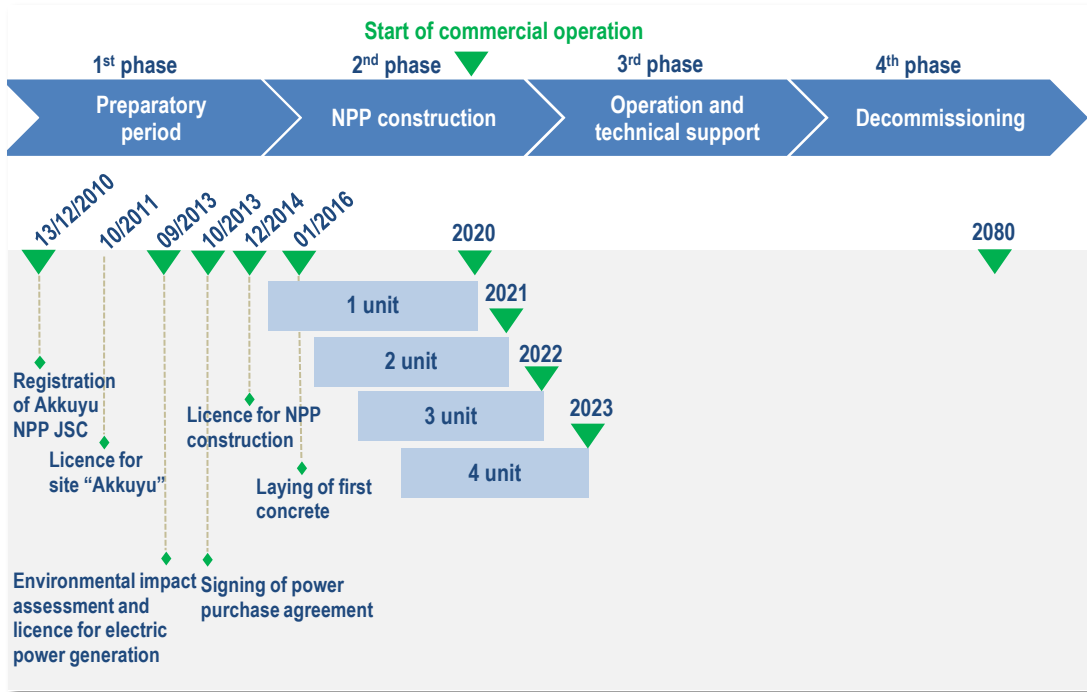 Start of commercial operation
1st phase
2nd phase
3rd phase
4th phase
Preparatory
period
NPP construction
Operation and
technical support
Decommissioning
13/12/2010
10/2011
09/2013
10/2013
12/2014
01/2016
2020
2080
1 unit
2021
2 unit
2022
3 unit
2023
4 unit
Registration
of Akkuyu
NPP JSC
Licence for
site “Akkuyu”
Licence for NPP
construction
Laying of first
concrete
Environmental impact
assessment and
licence for electric
power generation
Signing of power
purchase agreement